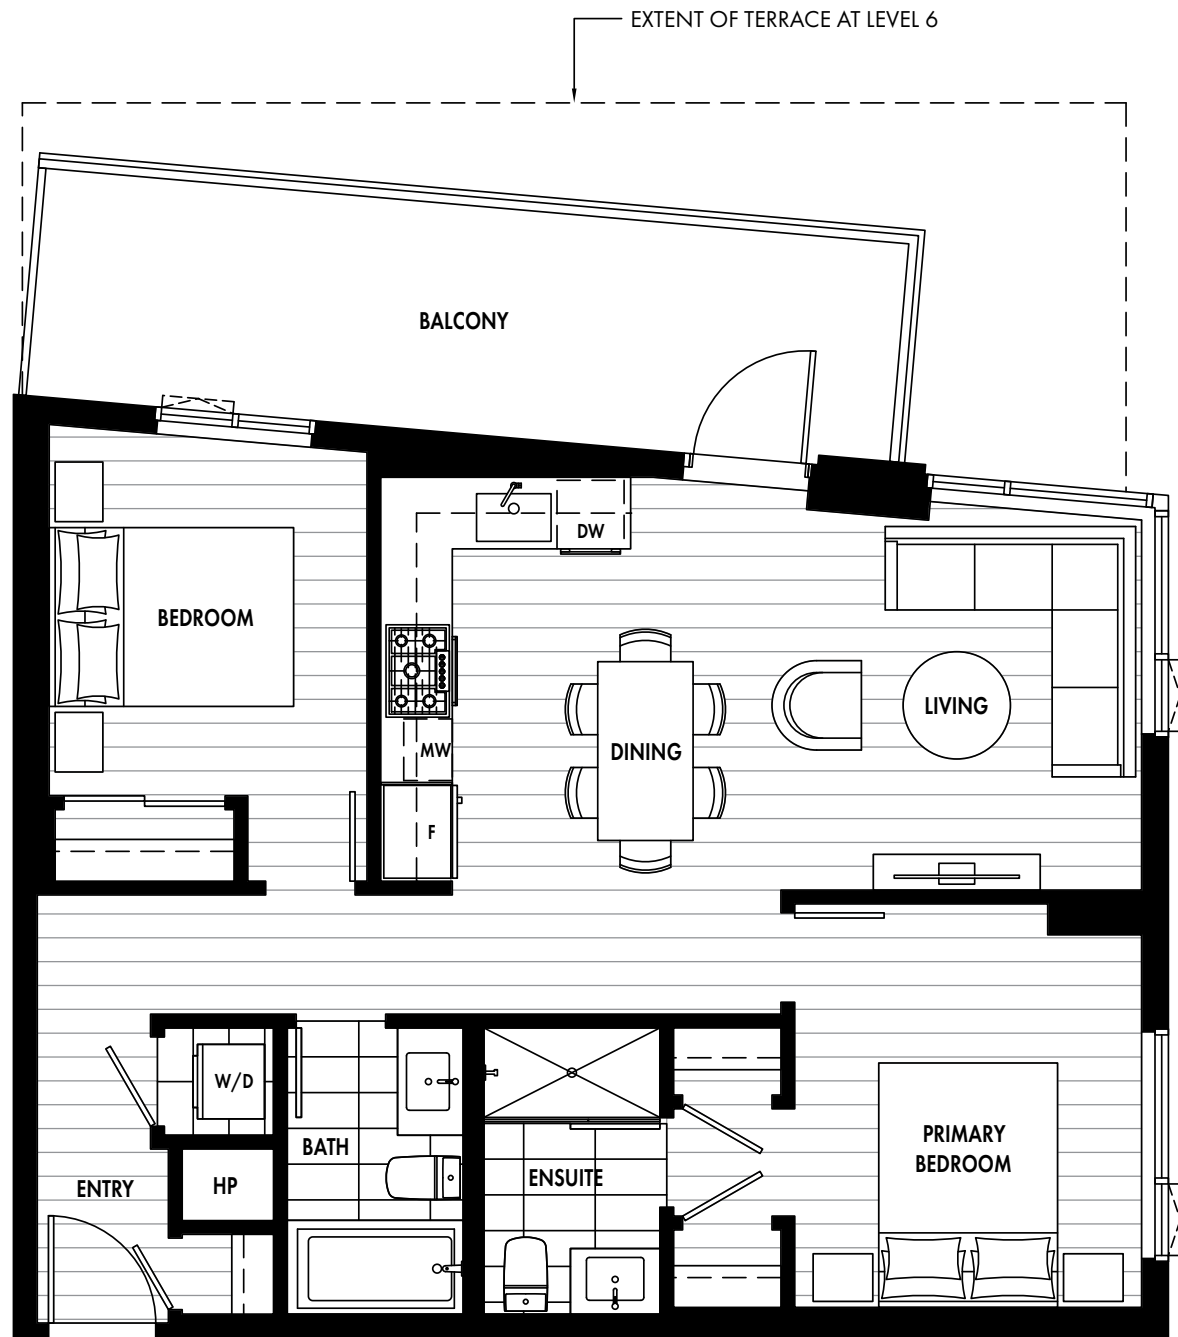 EXTENT OF TERRACE AT LEVEL 6
BALCONY
DW
BEDROOM
LIVING
MW
DINING
F
W/D
BATH
PRIMARY
BEDROOM
ENSUITE
ENTRY
HP